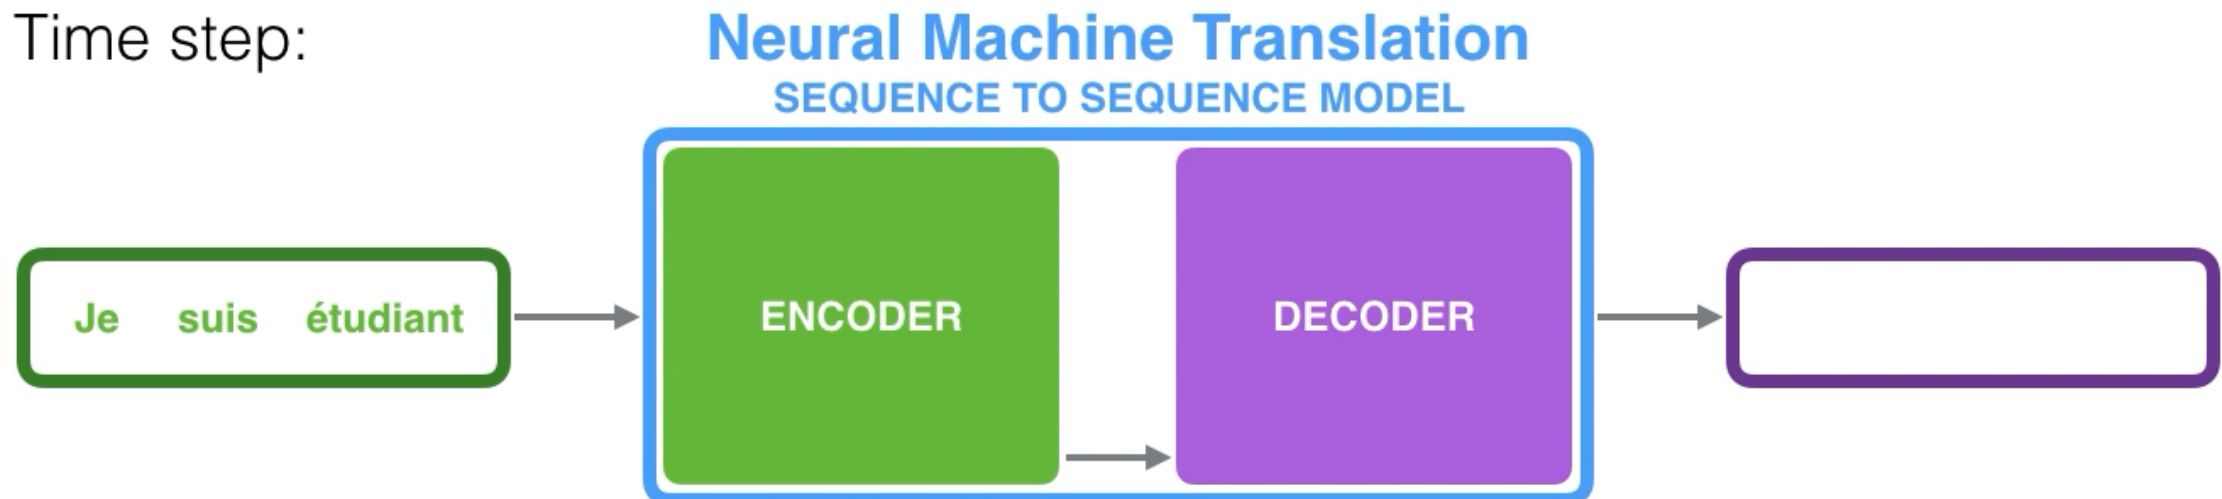 Time step:
Neural Machine Translation
SEQUENCE TO SEQUENCE MODEL
Je suis étudiant
ENCODER
DECODER